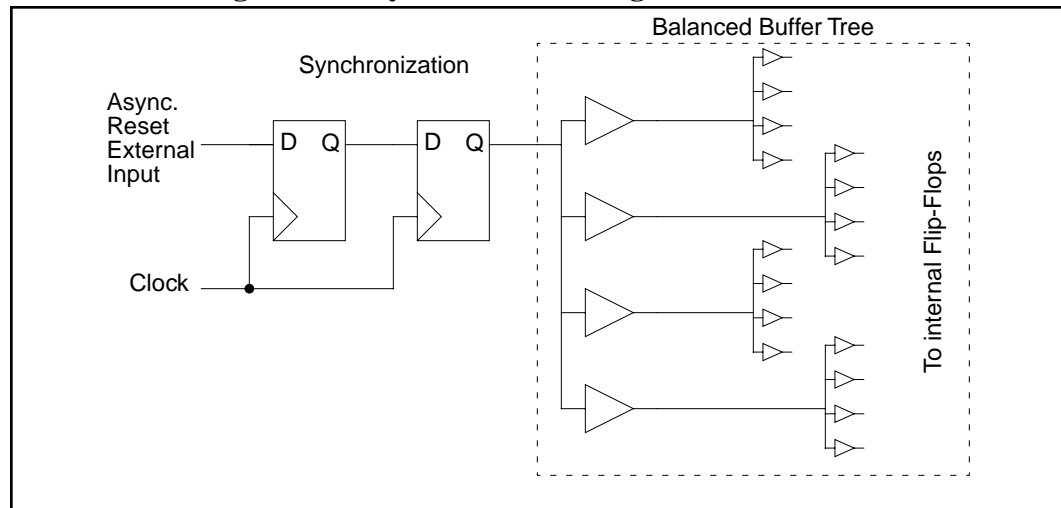 Balanced Buffer Tree
Synchronization
Async.
Reset
External
Input
D Q
D Q
Clock
To internal Flip-Flops